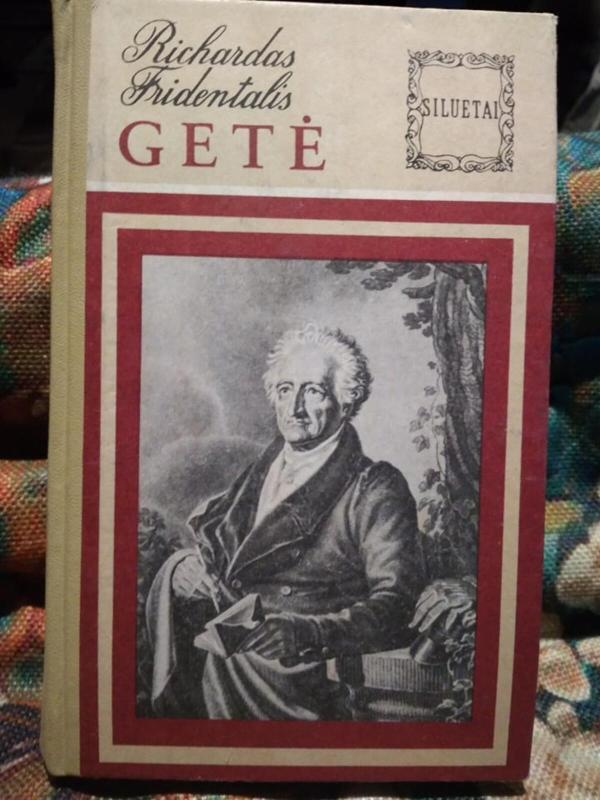 Richardas
Fridentalis
GETĖ
SILUETAI